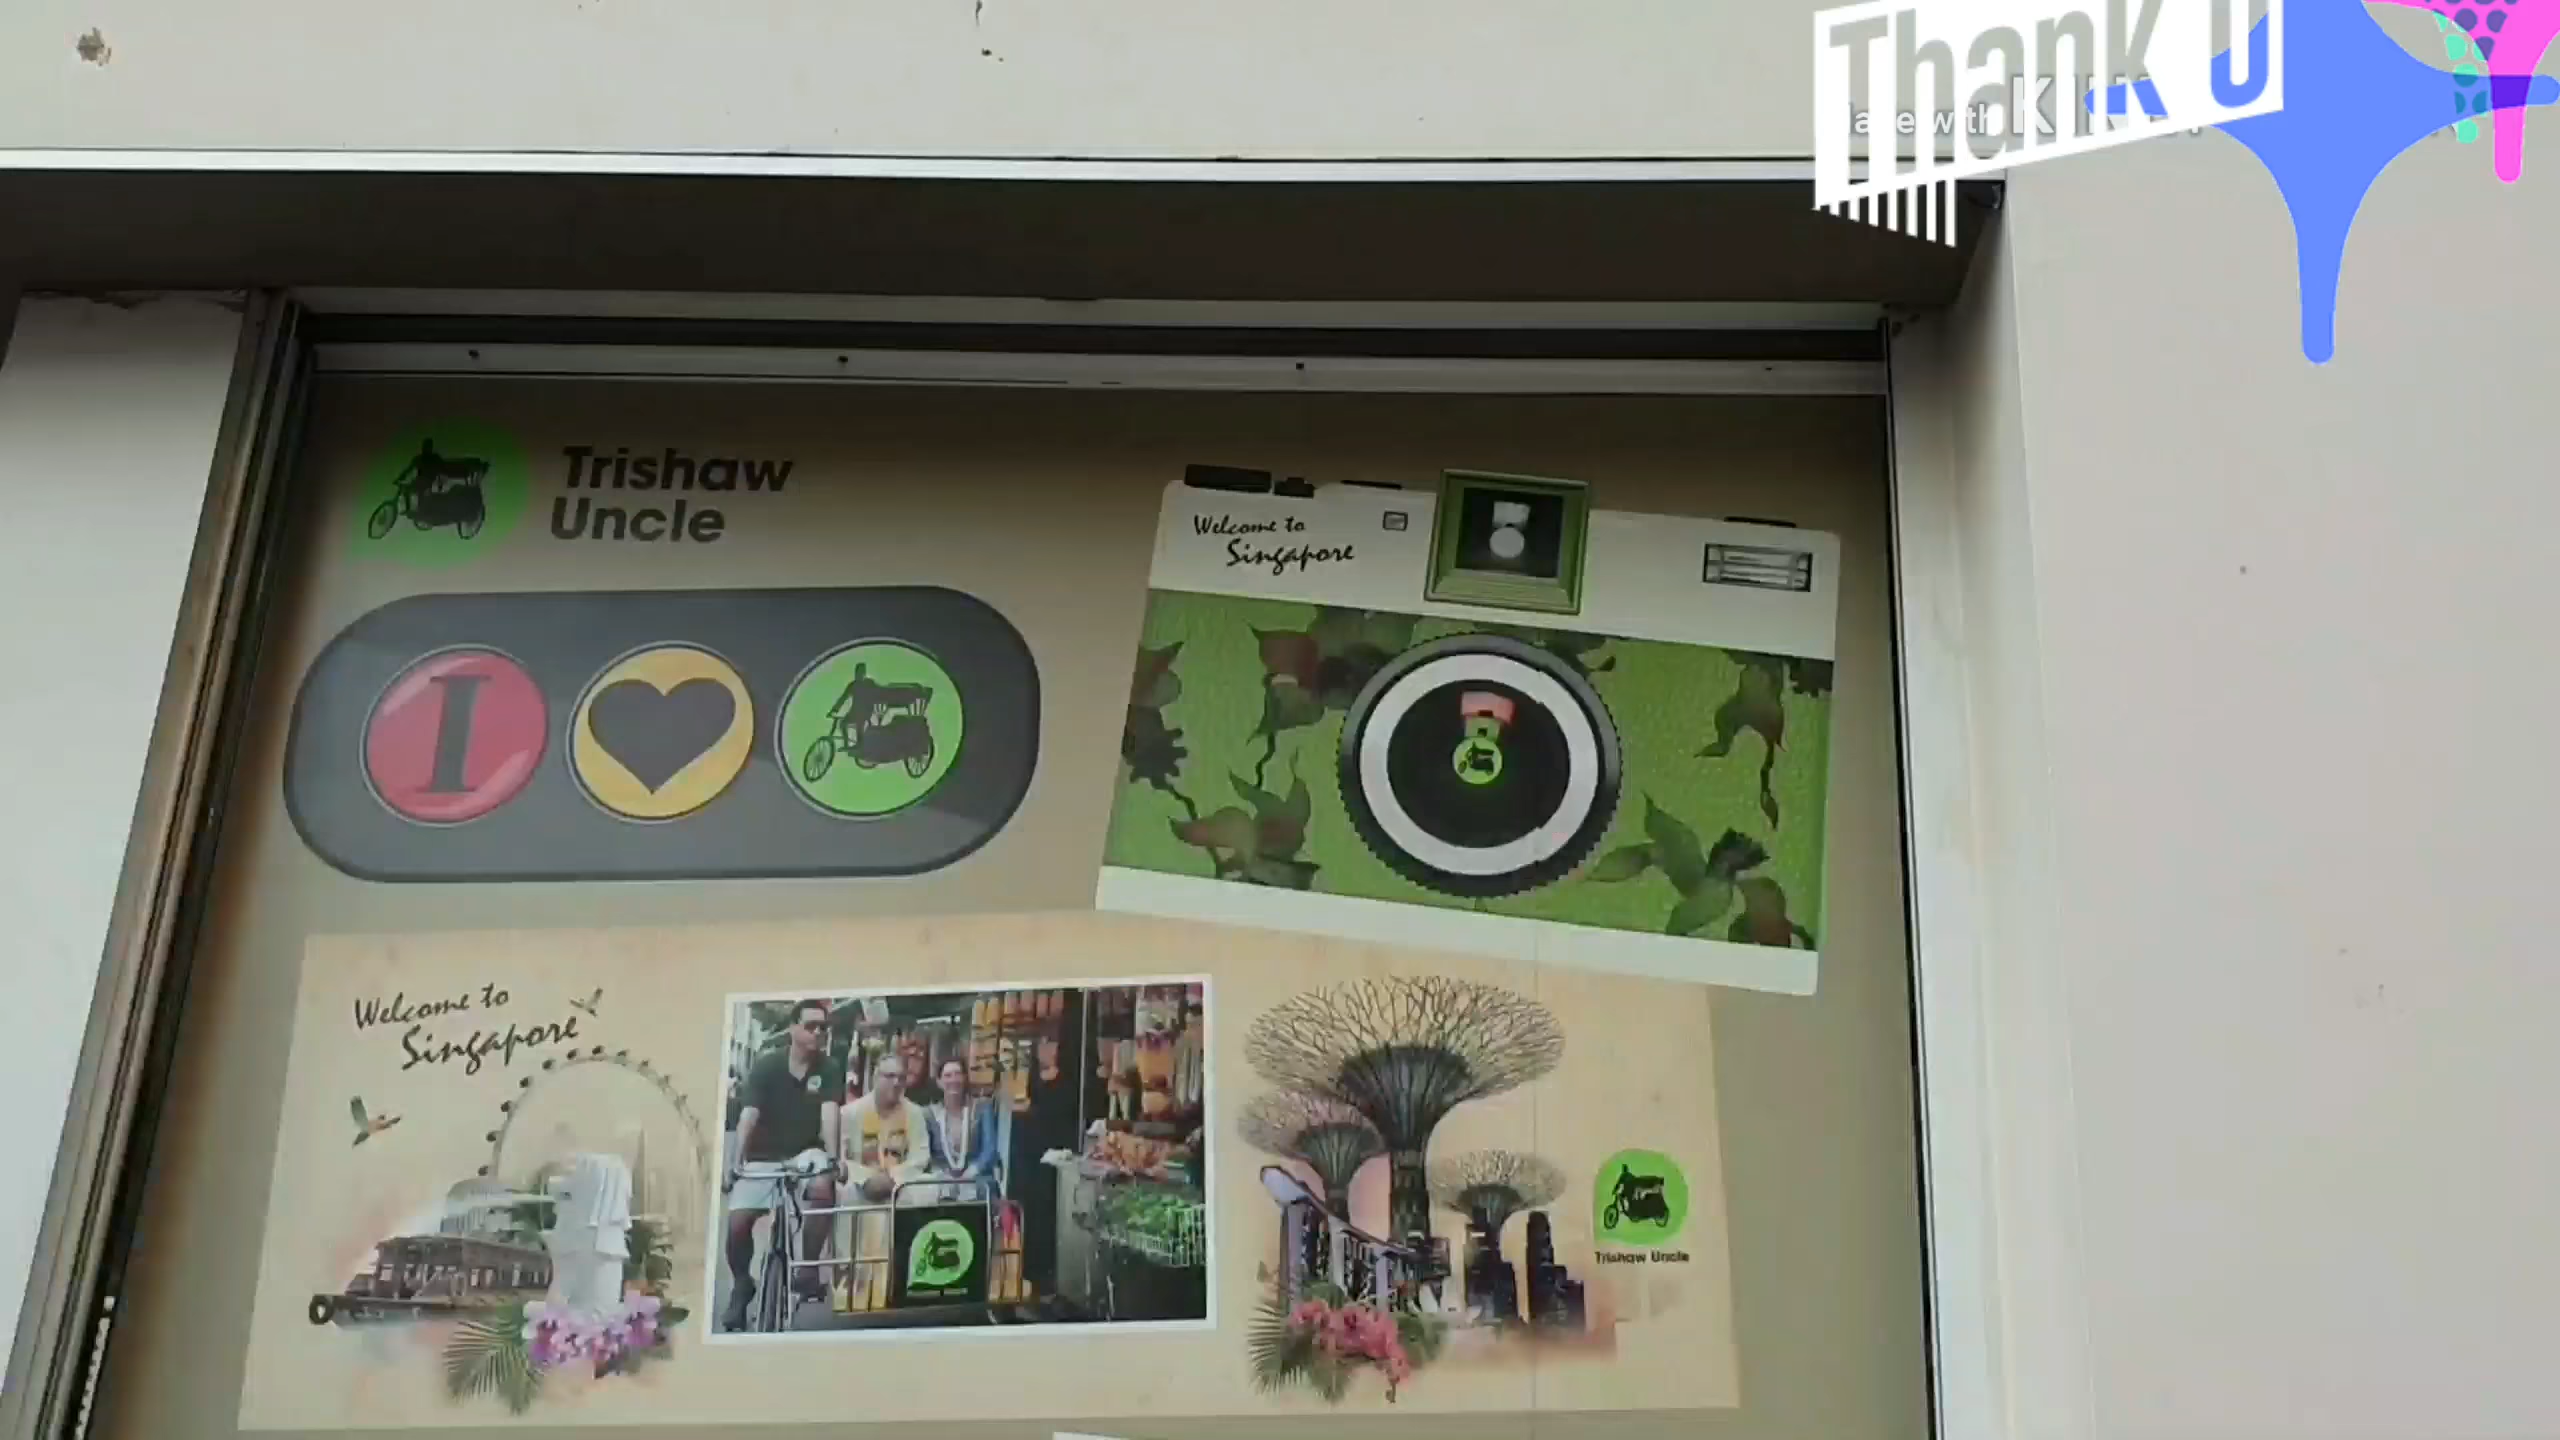 Thank U
Trishaw
Uncle
Welcome to
Singapore
I
Welcome to
Singapore
Trishaw Uncle